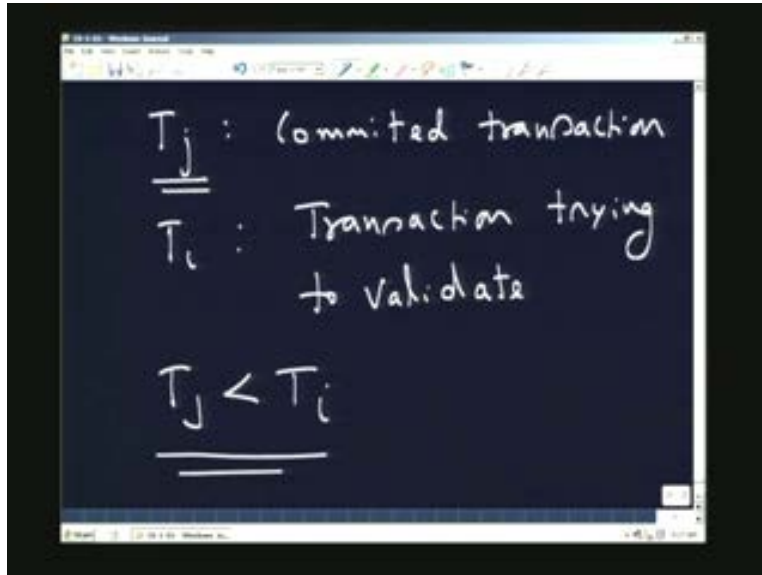 Tj : Commited transaction
Ti : Transaction trying
to validate
Tj < Ti